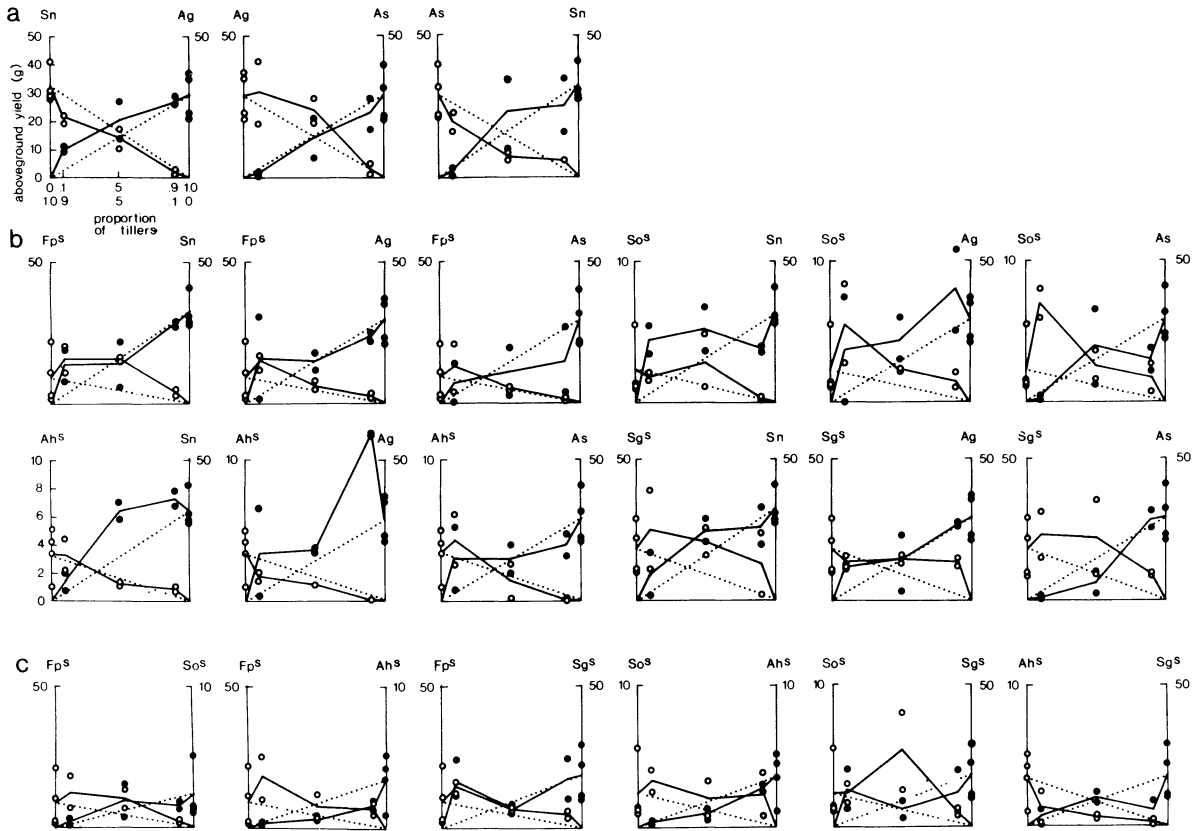 a
Sn Ag Ag As As Sn
50 50 50 50
40
30
20
10
0
aboveground yield (g)
0 .1 5 .9 10
10 9 5 .1 0
proportion
of tillers
b
Fpˢ Sn Fpˢ Ag Fpˢ As Soˢ Sn Soˢ Ag Soˢ As
50 50 50 10 50 10 50 10 50
Ahˢ Sn Ahˢ Ag Ahˢ As Sgˢ Sn Sgˢ Ag Sgˢ As
10 50 10 50 10 50 50 50 50
8
6
4
2
0
c
Fpˢ Soˢ Fpˢ Ahˢ Fpˢ Sgˢ Soˢ Ahˢ Soˢ Sgˢ Ahˢ Sgˢ
50 10 50 10 50 50 10 10 10 50 10 50